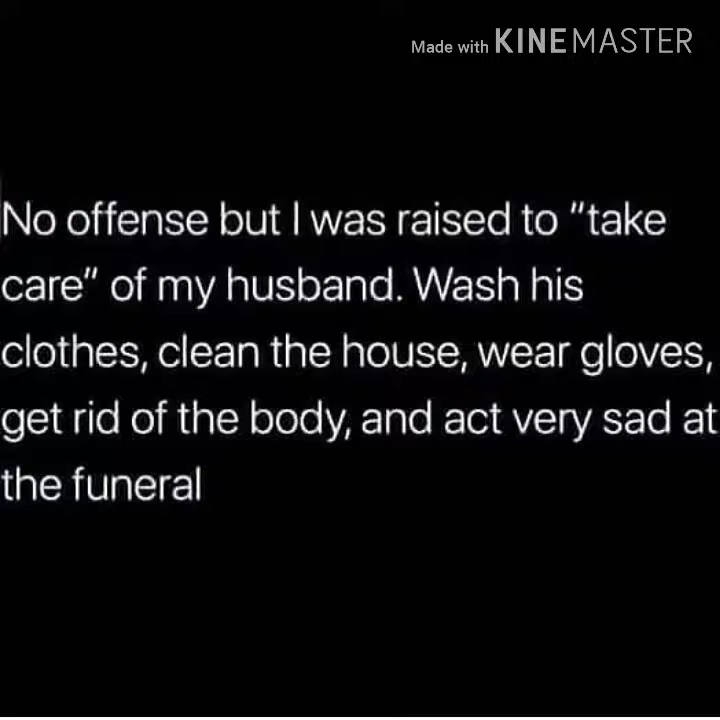 Made with KINEMASTER
No offense but I was raised to "take
care" of my husband. Wash his
clothes, clean the house, wear gloves,
get rid of the body, and act very sad at
the funeral